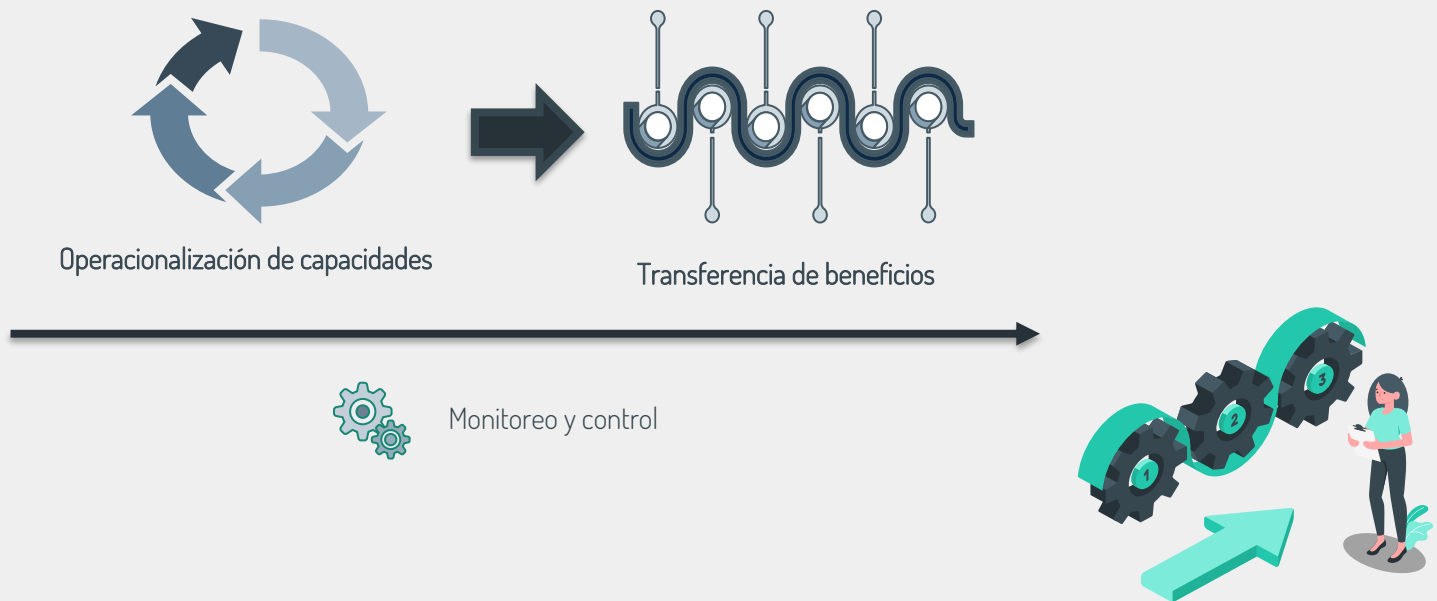 Operacionalización de capacidades
Transferencia de beneficios
Monitoreo y control
1
2
3